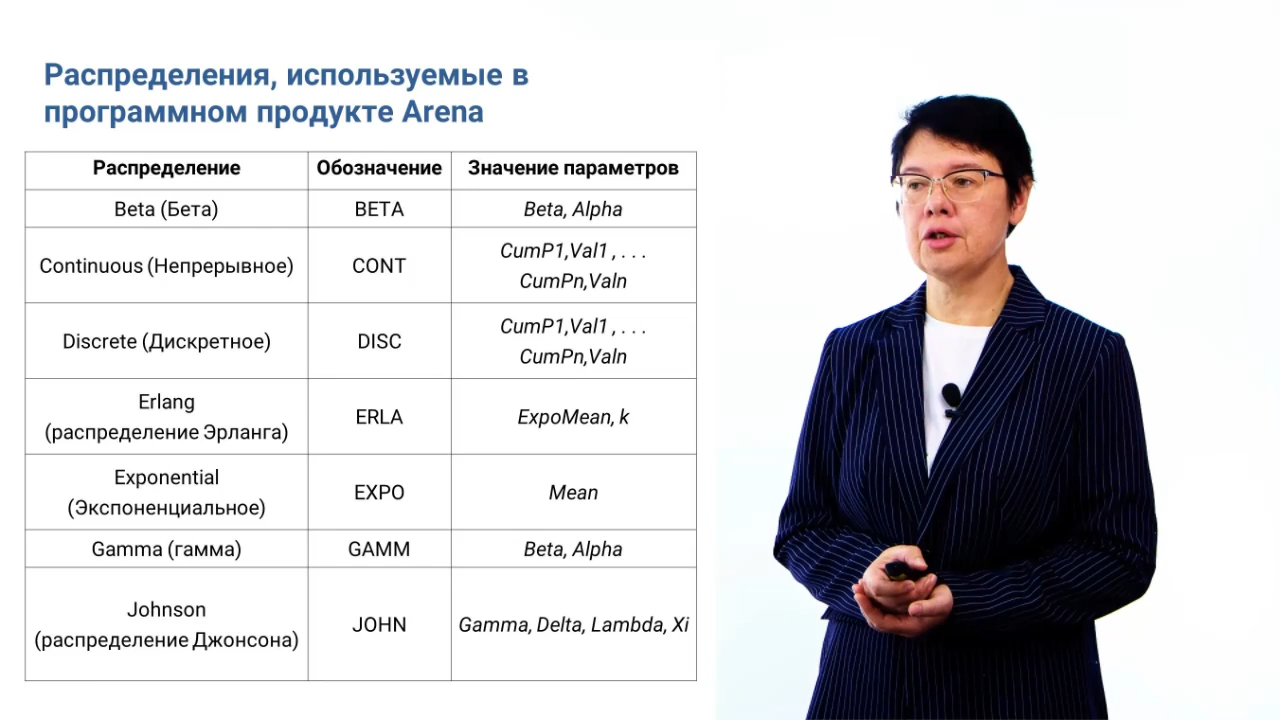 Распределения, используемые в
программном продукте Arena
Распределение Обозначение Значение параметров
Beta (Бета) BETA Beta, Alpha
Continuous (Непрерывное) CONT CumP1,Val1 , . . .
CumPn,Valn
Discrete (Дискретное) DISC CumP1,Val1 , . . .
CumPn,Valn
Erlang
(распределение Эрланга) ERLA ExpoMean, k
Exponential
(Экспоненциальное) EXPO Mean
Gamma (гамма) GAMM Beta, Alpha
Johnson
(распределение Джонсона) JOHN Gamma, Delta, Lambda, Xi